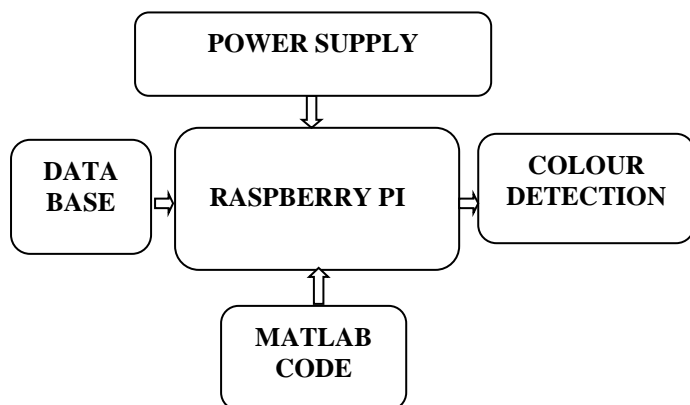 POWER SUPPLY
DATA
BASE
RASPBERRY PI
COLOUR
DETECTION
MATLAB
CODE